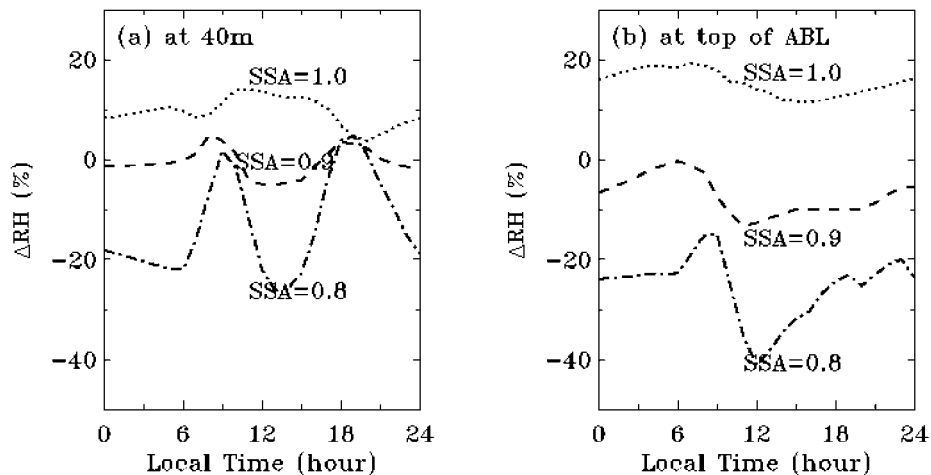 (a) at 40m
SSA=1.0
SSA=0.9
SSA=0.8
ΔRH (%)
20
0
−20
−40
0 6 12 18 24
Local Time (hour)
(b) at top of ABL
SSA=1.0
SSA=0.9
SSA=0.8
ΔRH (%)
20
0
−20
−40
0 6 12 18 24
Local Time (hour)